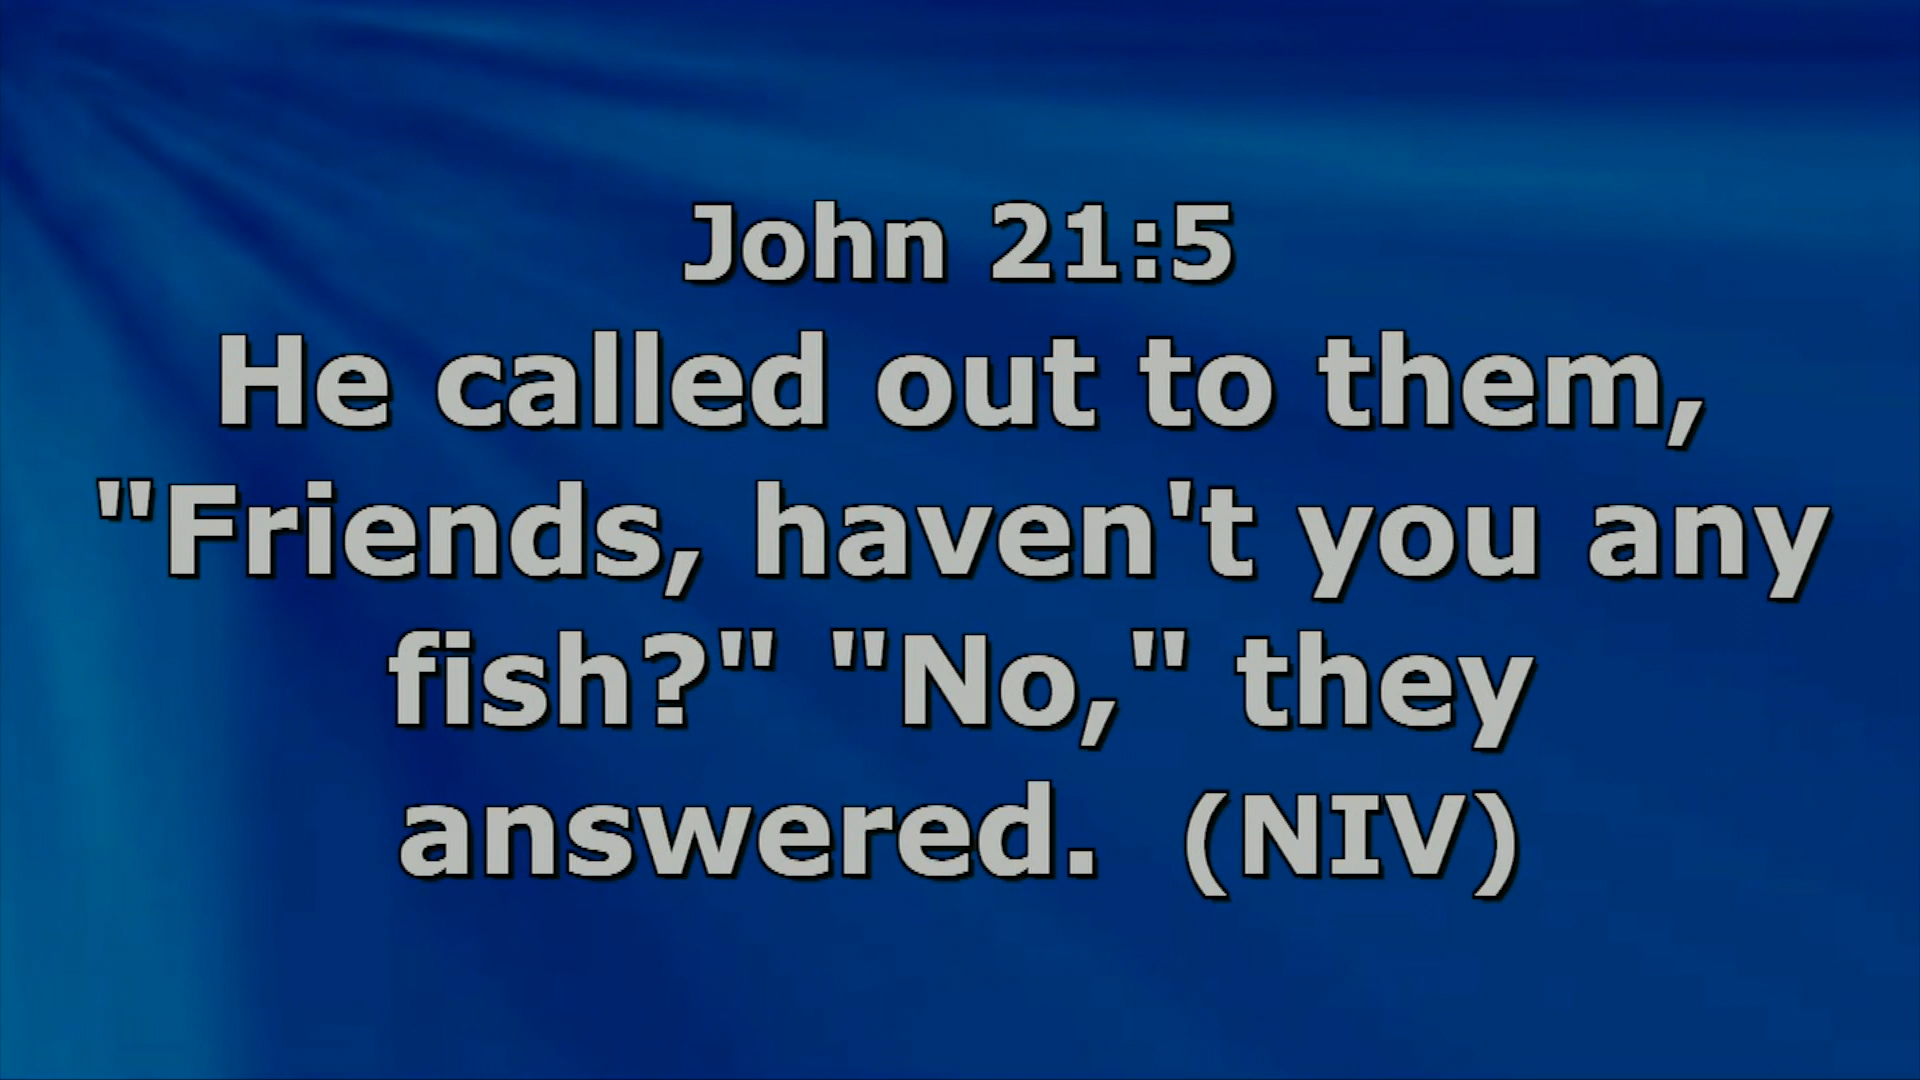 John 21:5
He called out to them,
"Friends, haven't you any
fish?" "No," they
answered.  (NIV)